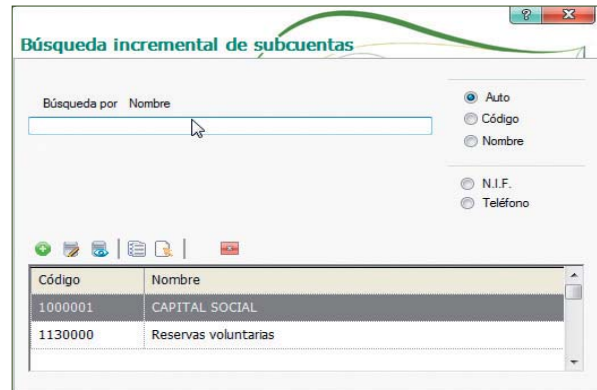 Búsqueda incremental de subcuentas
Búsqueda por Nombre
Auto
Código
Nombre
N.I.F.
Teléfono
Código Nombre
1000001 CAPITAL SOCIAL
1130000 Reservas voluntarias